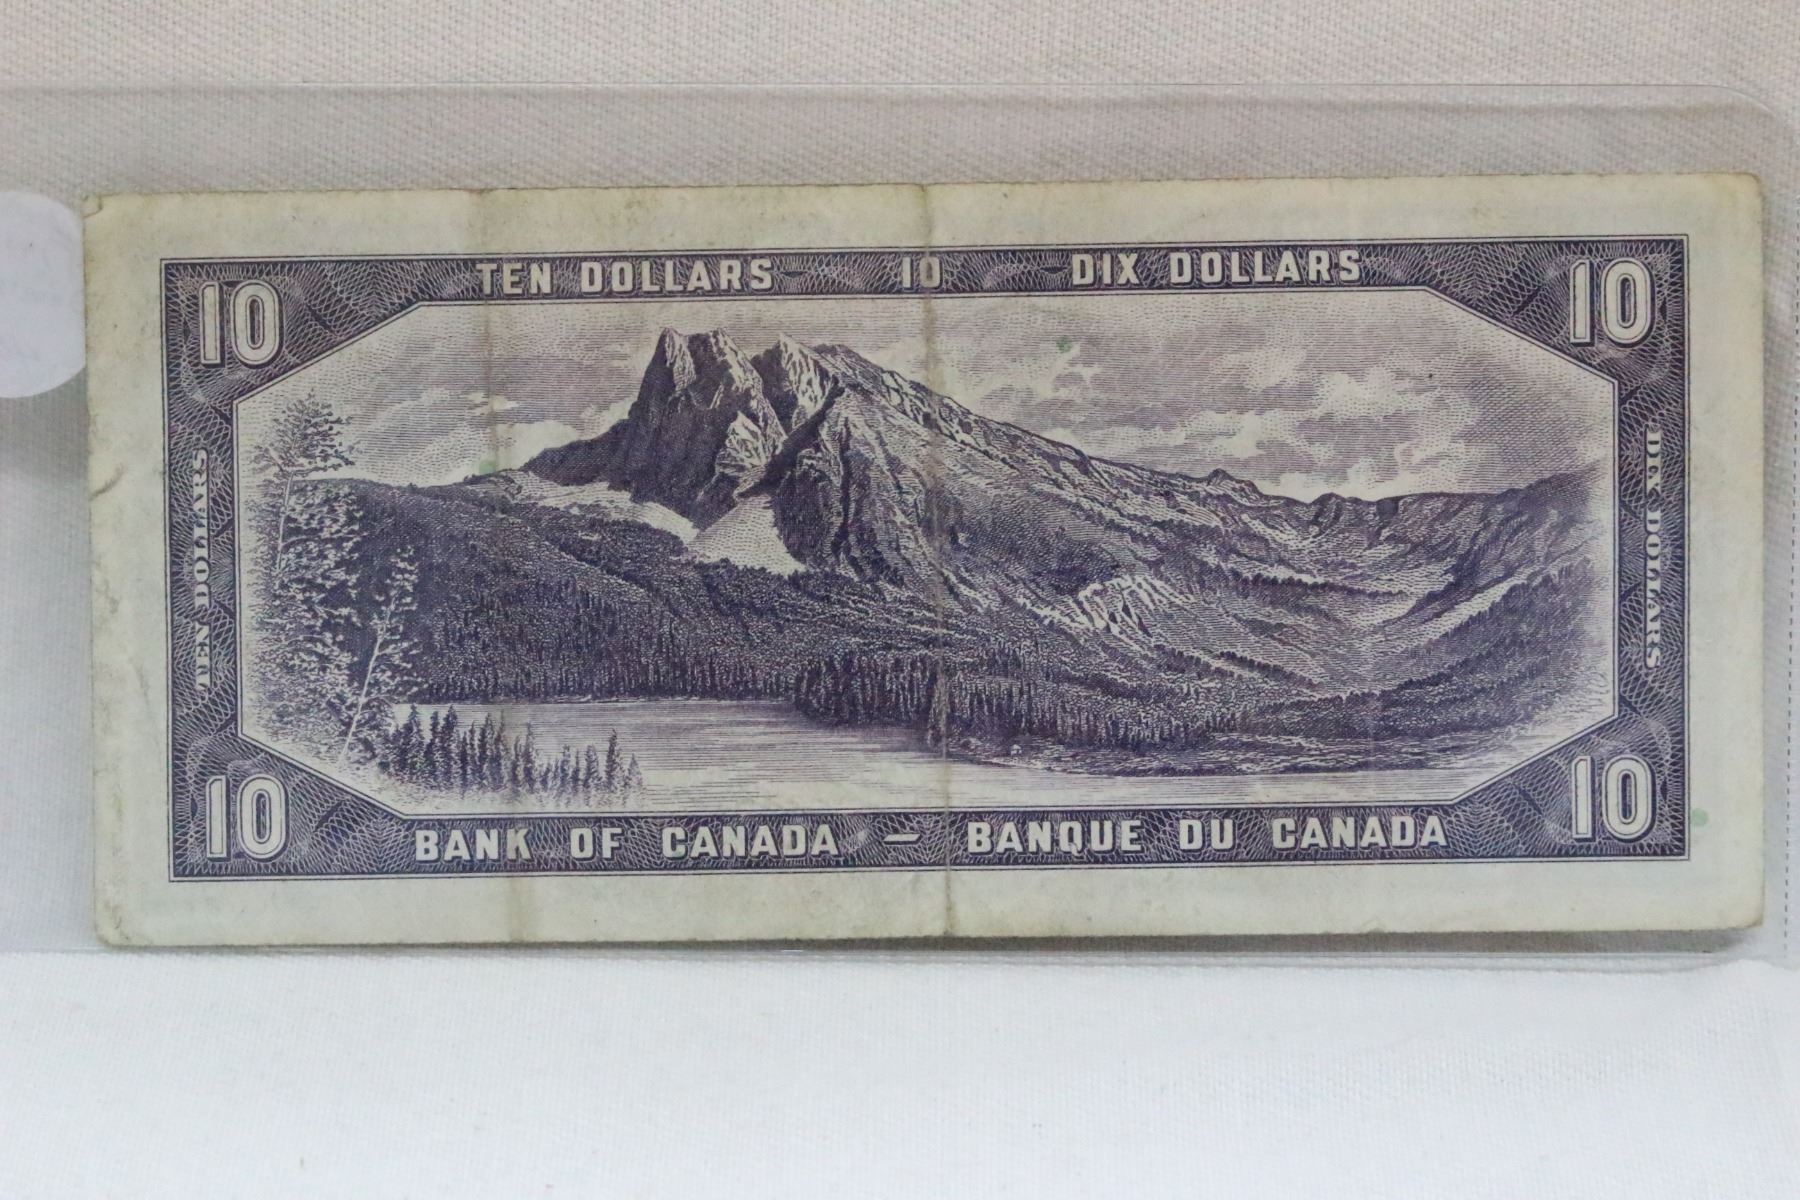 TEN DOLLARS 10 DIX DOLLARS
10 10
TEN DOLLARS
DIX DOLLARS
10 10
BANK OF CANADA — BANQUE DU CANADA